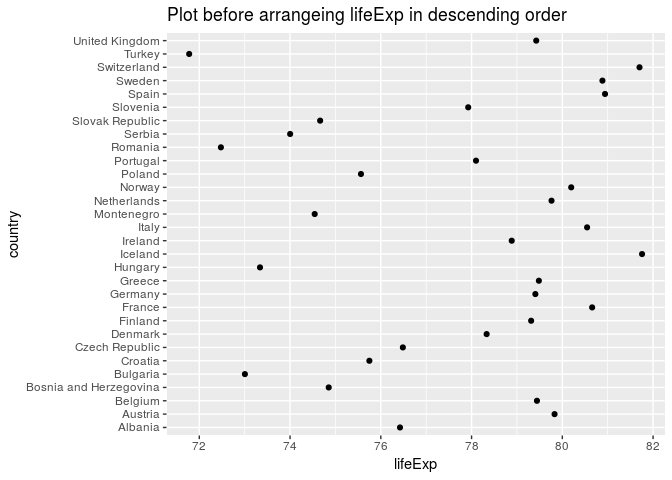 Plot before arrangeing lifeExp in descending order
United Kingdom
Turkey
Switzerland
Sweden
Spain
Slovenia
Slovak Republic
Serbia
Romania
Portugal
Poland
Norway
Netherlands
Montenegro
Italy
Ireland
Iceland
Hungary
Greece
Germany
France
Finland
Denmark
Czech Republic
Croatia
Bulgaria
Bosnia and Herzegovina
Belgium
Austria
Albania
country
72 74 76 78 80 82
lifeExp